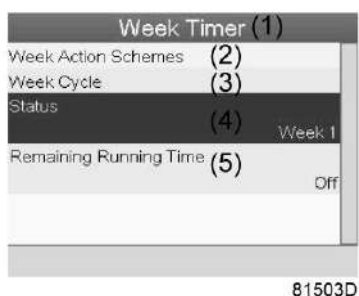 Week Timer (1)
Week Action Schemes (2)
Week Cycle (3)
Status
(4)
Week 1
Remaining Running Time (5)
Off
81503D